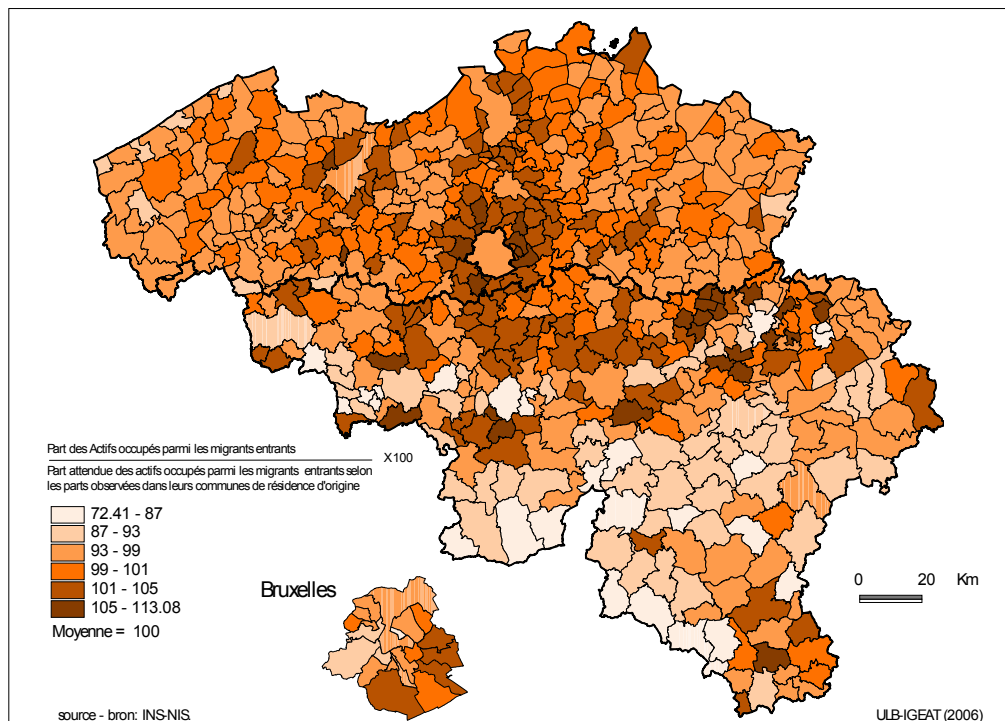 Part des Actifs occupés parmi les migrants entrants
X100
Part attendue des actifs occupés parmi les migrants entrants selon
les parts observées dans leurs communes de résidence d'origine
72.41 - 87
87 - 93
93 - 99
99 - 101
101 - 105
105 - 113.08
Moyenne = 100
Bruxelles
0 20 Km
source - bron: INS-NIS.
ULB-IGEAT (2006)